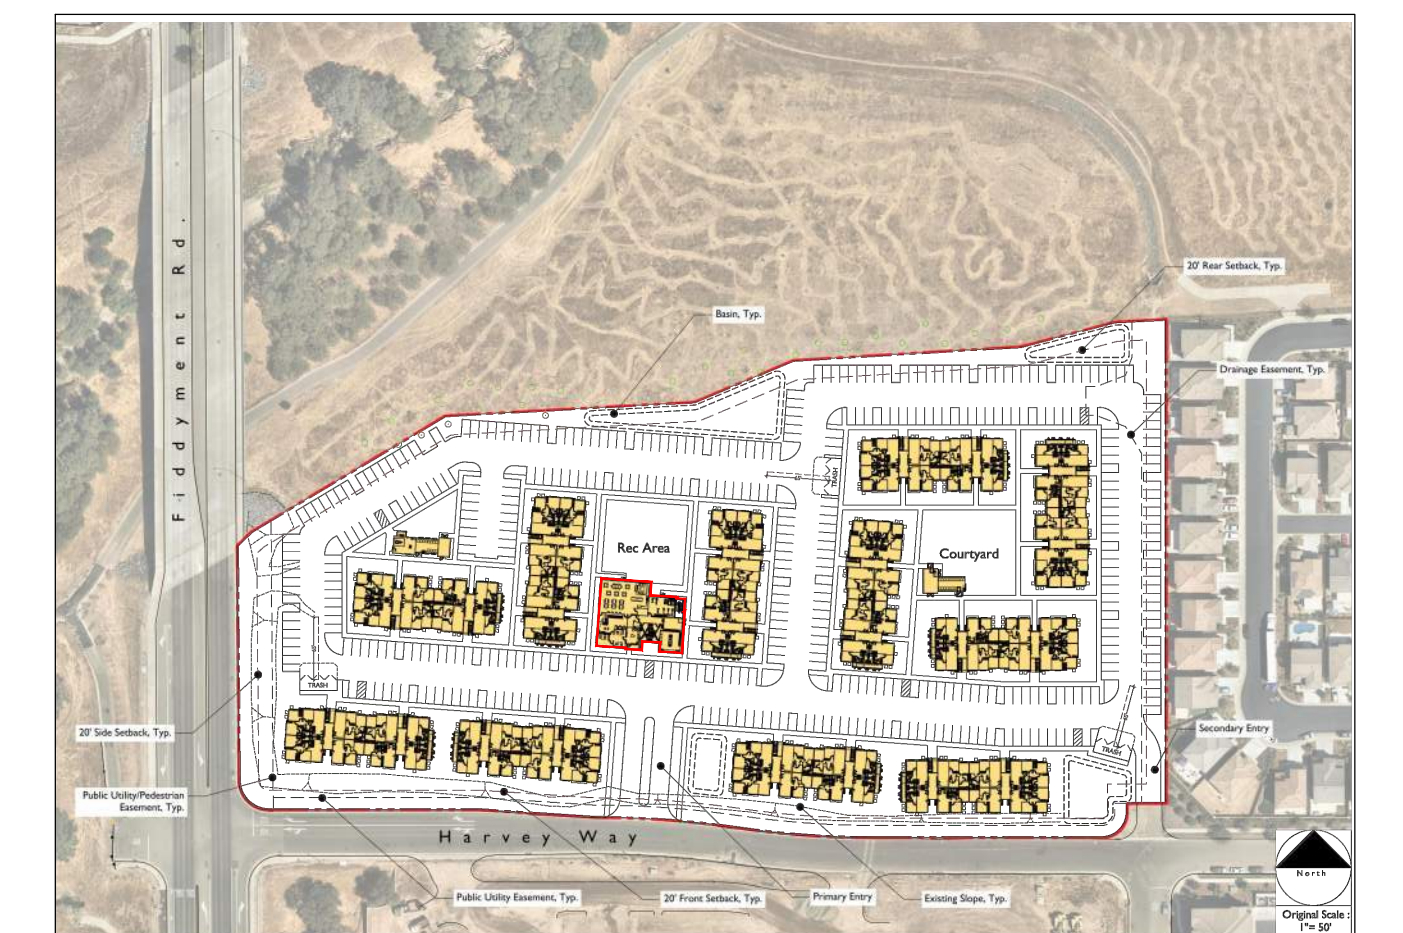 Fiddyment Rd.
20' Rear Setback, Typ.
Basin, Typ.
Drainage Easement, Typ.
TRASH
Rec Area
Courtyard
TRASH
20' Side Setback, Typ.
Secondary Entry
TRASH
Public Utility/Pedestrian
Easement, Typ.
Harvey Way
Public Utility Easement, Typ.
20' Front Setback, Typ.
Primary Entry
Existing Slope, Typ.
North
Original Scale :
1"= 50'